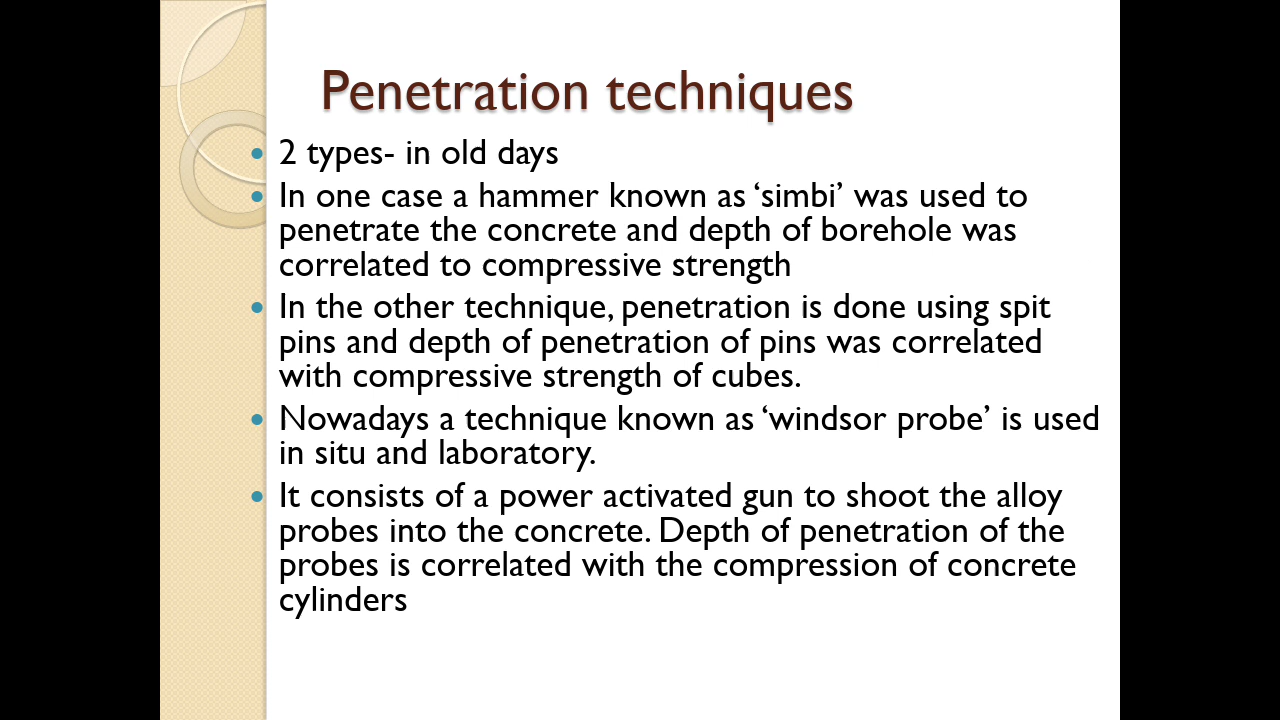 Penetration techniques
2 types- in old days
In one case a hammer known as ‘simbi’ was used to
penetrate the concrete and depth of borehole was
correlated to compressive strength
In the other technique, penetration is done using spit
pins and depth of penetration of pins was correlated
with compressive strength of cubes.
Nowadays a technique known as ‘windsor probe’ is used
in situ and laboratory.
It consists of a power activated gun to shoot the alloy
probes into the concrete. Depth of penetration of the
probes is correlated with the compression of concrete
cylinders